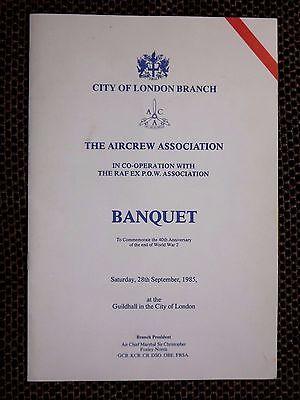 CITY OF LONDON BRANCH
A C
A
THE AIRCREW ASSOCIATION
IN CO-OPERATION WITH
THE RAF EX P.O.W. ASSOCIATION
BANQUET
To Commemorate the 40th Anniversary
of the end of World War 2
Saturday, 28th September, 1985,
at the
Guildhall in the City of London
Branch President
Air Chief Marshal Sir Christopher
Foxley-Norris
GCB. KCB. CB. DSO. OBE. FRSA.